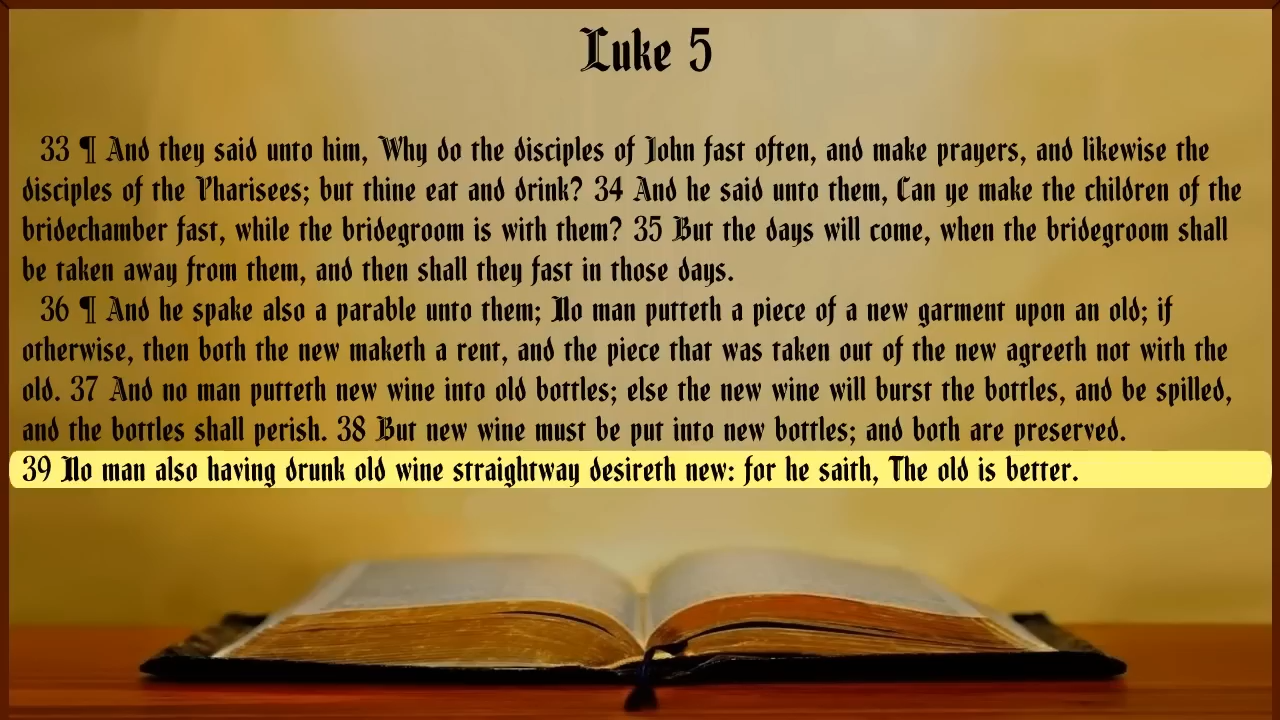 Luke 5
33 ¶ And they said unto him, Why do the disciples of John fast often, and make prayers, and likewise the
disciples of the Pharisees; but thine eat and drink? 34 And he said unto them, Can ye make the children of the
bridechamber fast, while the bridegroom is with them? 35 But the days will come, when the bridegroom shall
be taken away from them, and then shall they fast in those days.
36 ¶ And he spake also a parable unto them; No man putteth a piece of a new garment upon an old; if
otherwise, then both the new maketh a rent, and the piece that was taken out of the new agreeth not with the
old. 37 And no man putteth new wine into old bottles; else the new wine will burst the bottles, and be spilled,
and the bottles shall perish. 38 But new wine must be put into new bottles; and both are preserved.
39 No man also having drunk old wine straightway desireth new: for he saith, The old is better.